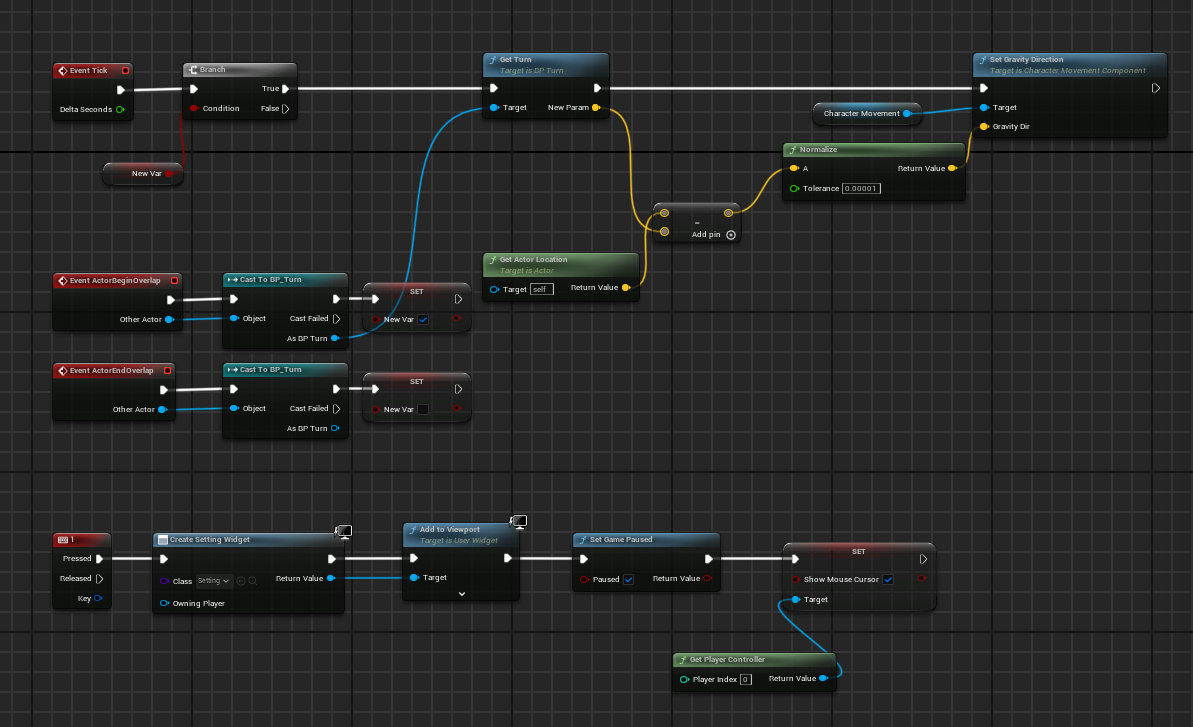 Event Tick
Delta Seconds
Branch
True
Condition
False
New Var
Get Turn
Target is BP Turn
Target
New Param
Set Gravity Direction
Target is Character Movement Component
Target
Gravity Dir
Character Movement
Normalize
A
Return Value
Tolerance 0.00001
-
Add pin
Get Actor Location
Target is Actor
Target self
Return Value
Event ActorBeginOverlap
Other Actor
Cast To BP_Turn
Object
Cast Failed
As BP Turn
SET
New Var
Event ActorEndOverlap
Other Actor
Cast To BP_Turn
Object
Cast Failed
As BP Turn
SET
New Var
1
Pressed
Released
Key
Create Setting Widget
Class Setting
Return Value
Owning Player
Add to Viewport
Target is User Widget
Target
Set Game Paused
Paused
Return Value
SET
Show Mouse Cursor
Target
Get Player Controller
Player Index 0
Return Value